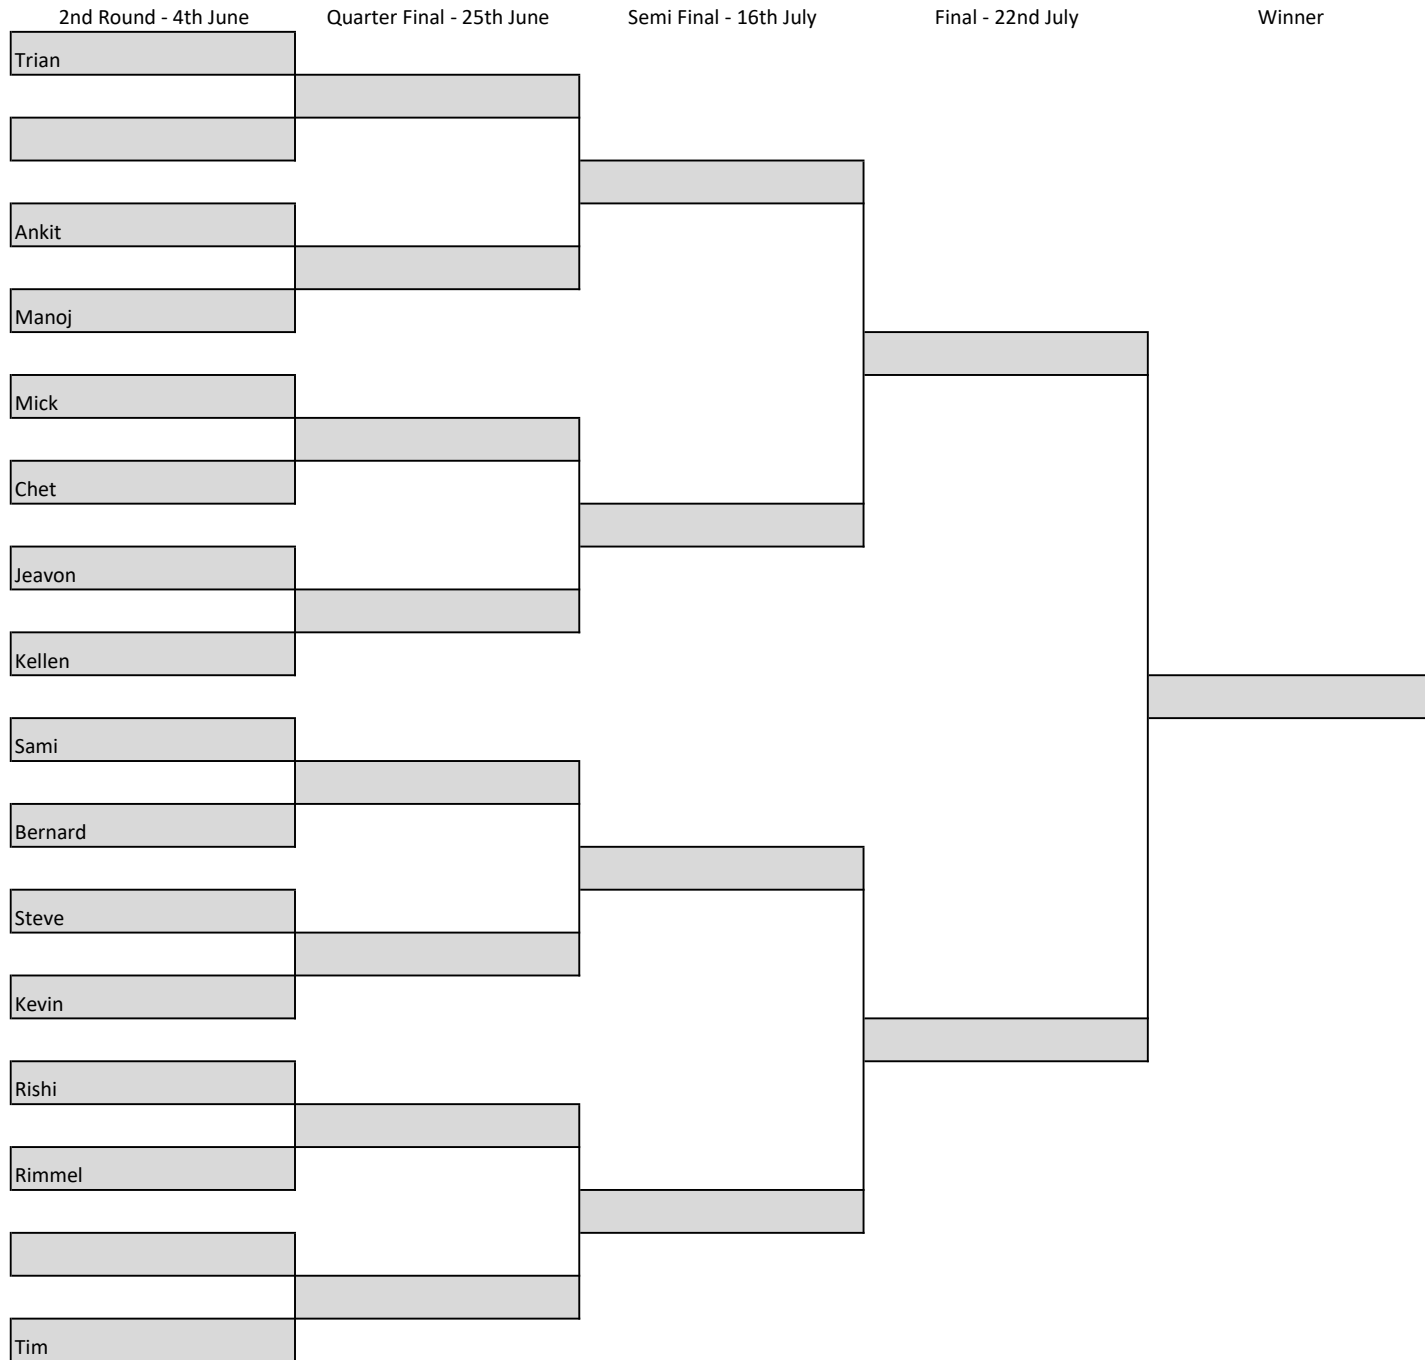 2nd Round - 4th June Quarter Final - 25th June Semi Final - 16th July Final - 22nd July Winner
Trian
Ankit
Manoj
Mick
Chet
Jeavon
Kellen
Sami
Bernard
Steve
Kevin
Rishi
Rimmel
Tim